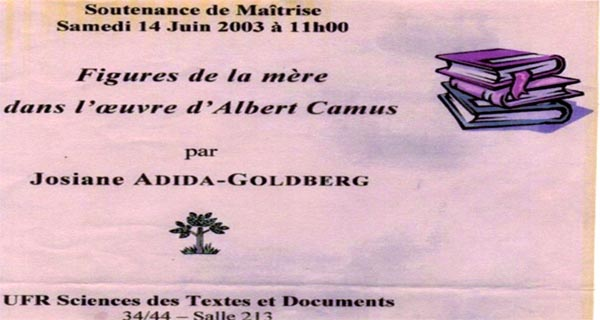 Soutenance de Maîtrise
Samedi 14 Juin 2003 à 11h00
Figures de la mère
dans l'œuvre d'Albert Camus
par
Josiane ADIDA-GOLDBERG
UFR Sciences des Textes et Documents
34/44 – Salle 213